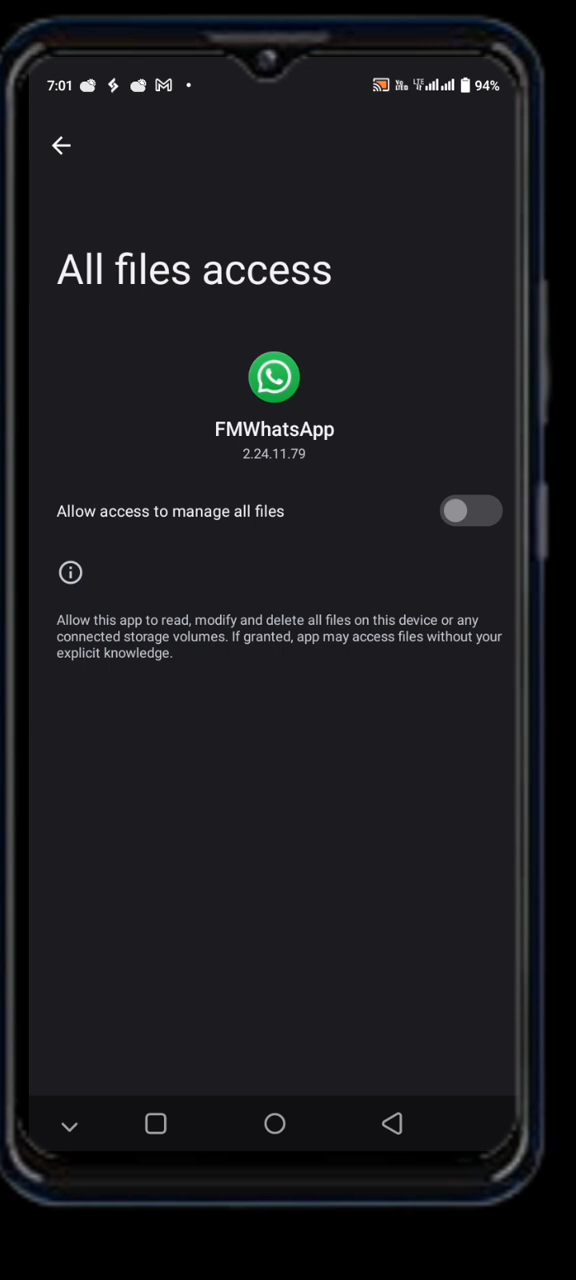 7:01
94%
All files access
FMWhatsApp
2.24.11.79
Allow access to manage all files
Allow this app to read, modify and delete all files on this device or any
connected storage volumes. If granted, app may access files without your
explicit knowledge.